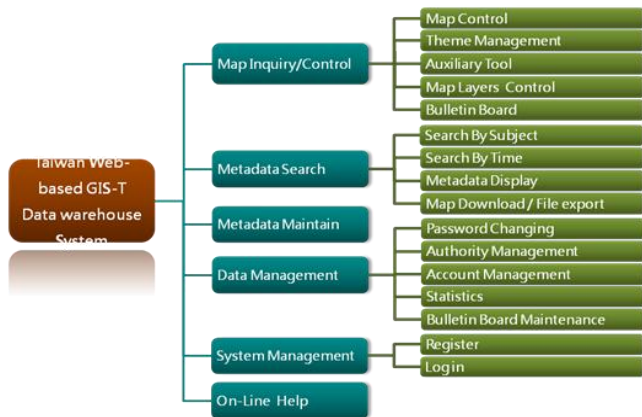 Taiwan Web-
based GIS-T
Data warehouse
System
Map Inquiry/Control
Map Control
Theme Management
Auxiliary Tool
Map Layers Control
Bulletin Board
Metadata Search
Search By Subject
Search By Time
Metadata Display
Map Download / File export
Metadata Maintain
Data Management
Password Changing
Authority Management
Account Management
Statistics
Bulletin Board Maintenance
System Management
Register
Login
On-Line Help